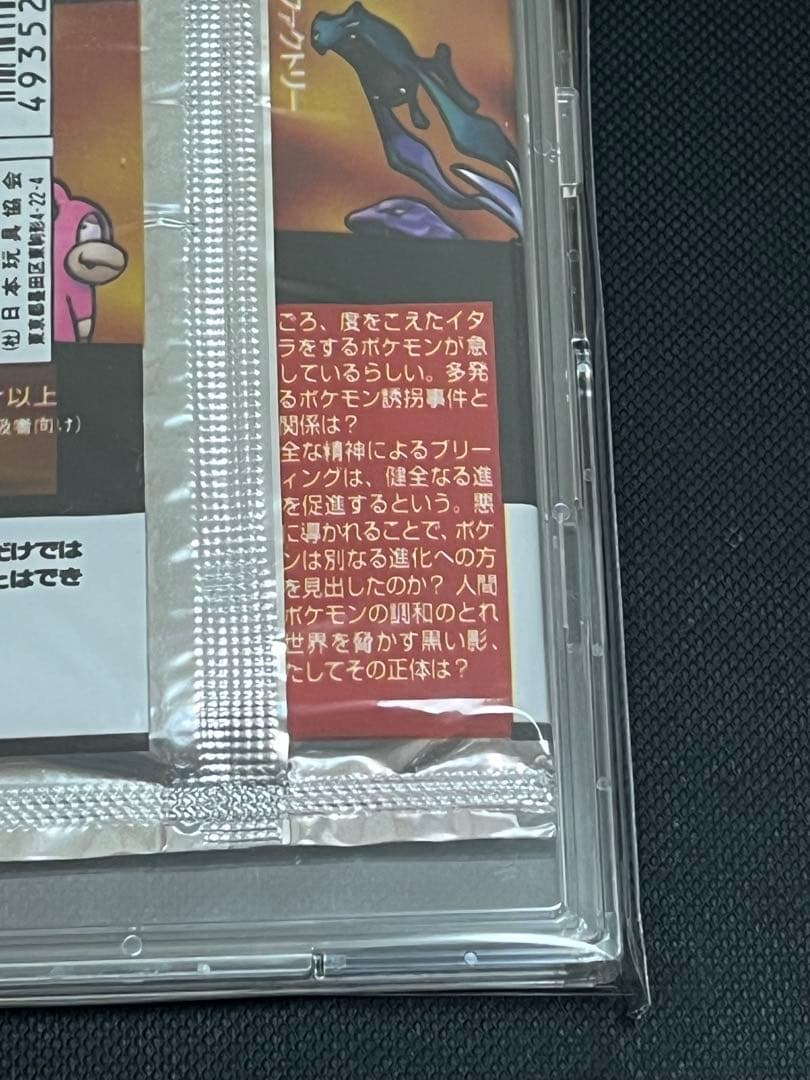 49352
(社)日本玩具協会
東京都墨田区東駒形4-22-4
以上
だけでは
とはでき
ファクトリー
ごろ、度をこえたイタ
ラをするポケモンが急
しているらしい。多発
るポケモン誘拐事件と
関係は？
全な精神によるブリー
ィングは、健全なる進
を促進するという。悪
に導かれることで、ポケ
ンは別なる進化への方
を見出したのか？ 人間
ポケモンの調和のとれ
世界を脅かす黒い影、
たしてその正体は？